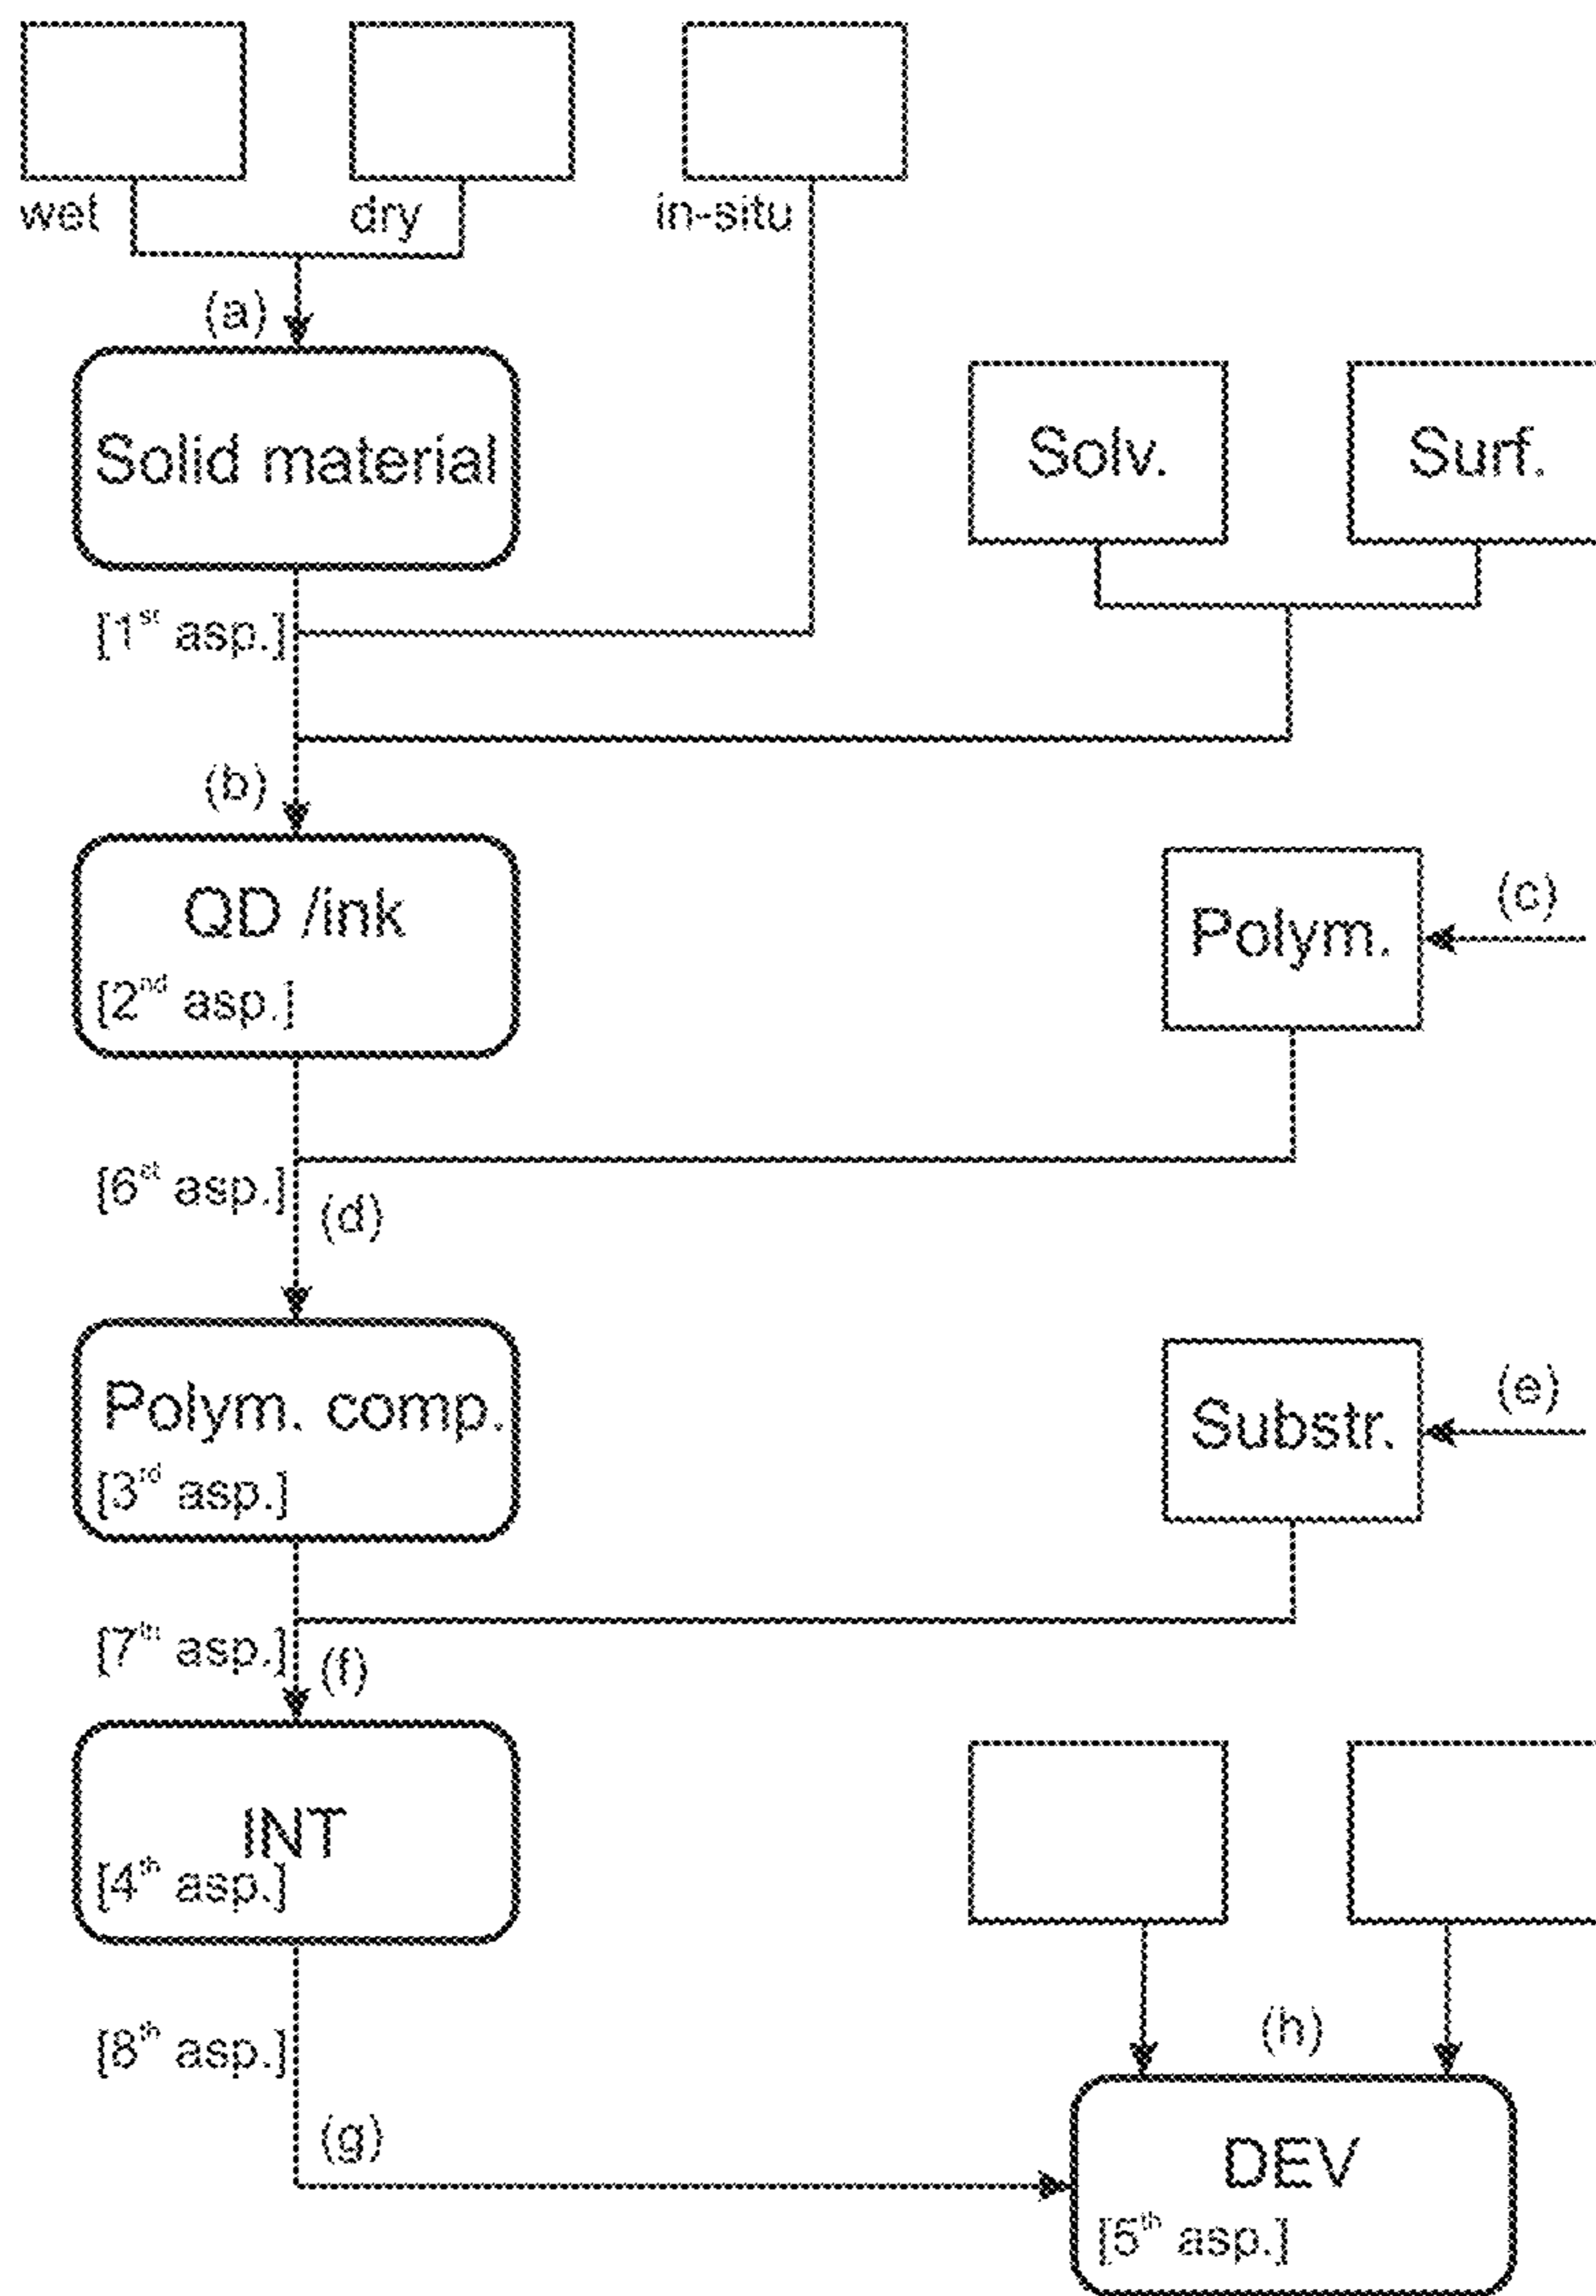 wet
dry
in-situ
(a)
Solid material
Solv.
Surf.
[1st asp.]
(b)
QD /ink
[2nd asp.]
Polym.
(c)
[6st asp.]
(d)
Polym. comp.
[3rd asp.]
Substr.
(e)
[7th asp.]
(f)
INT
[4th asp.]
[8th asp.]
(h)
(g)
DEV
[5th asp.]